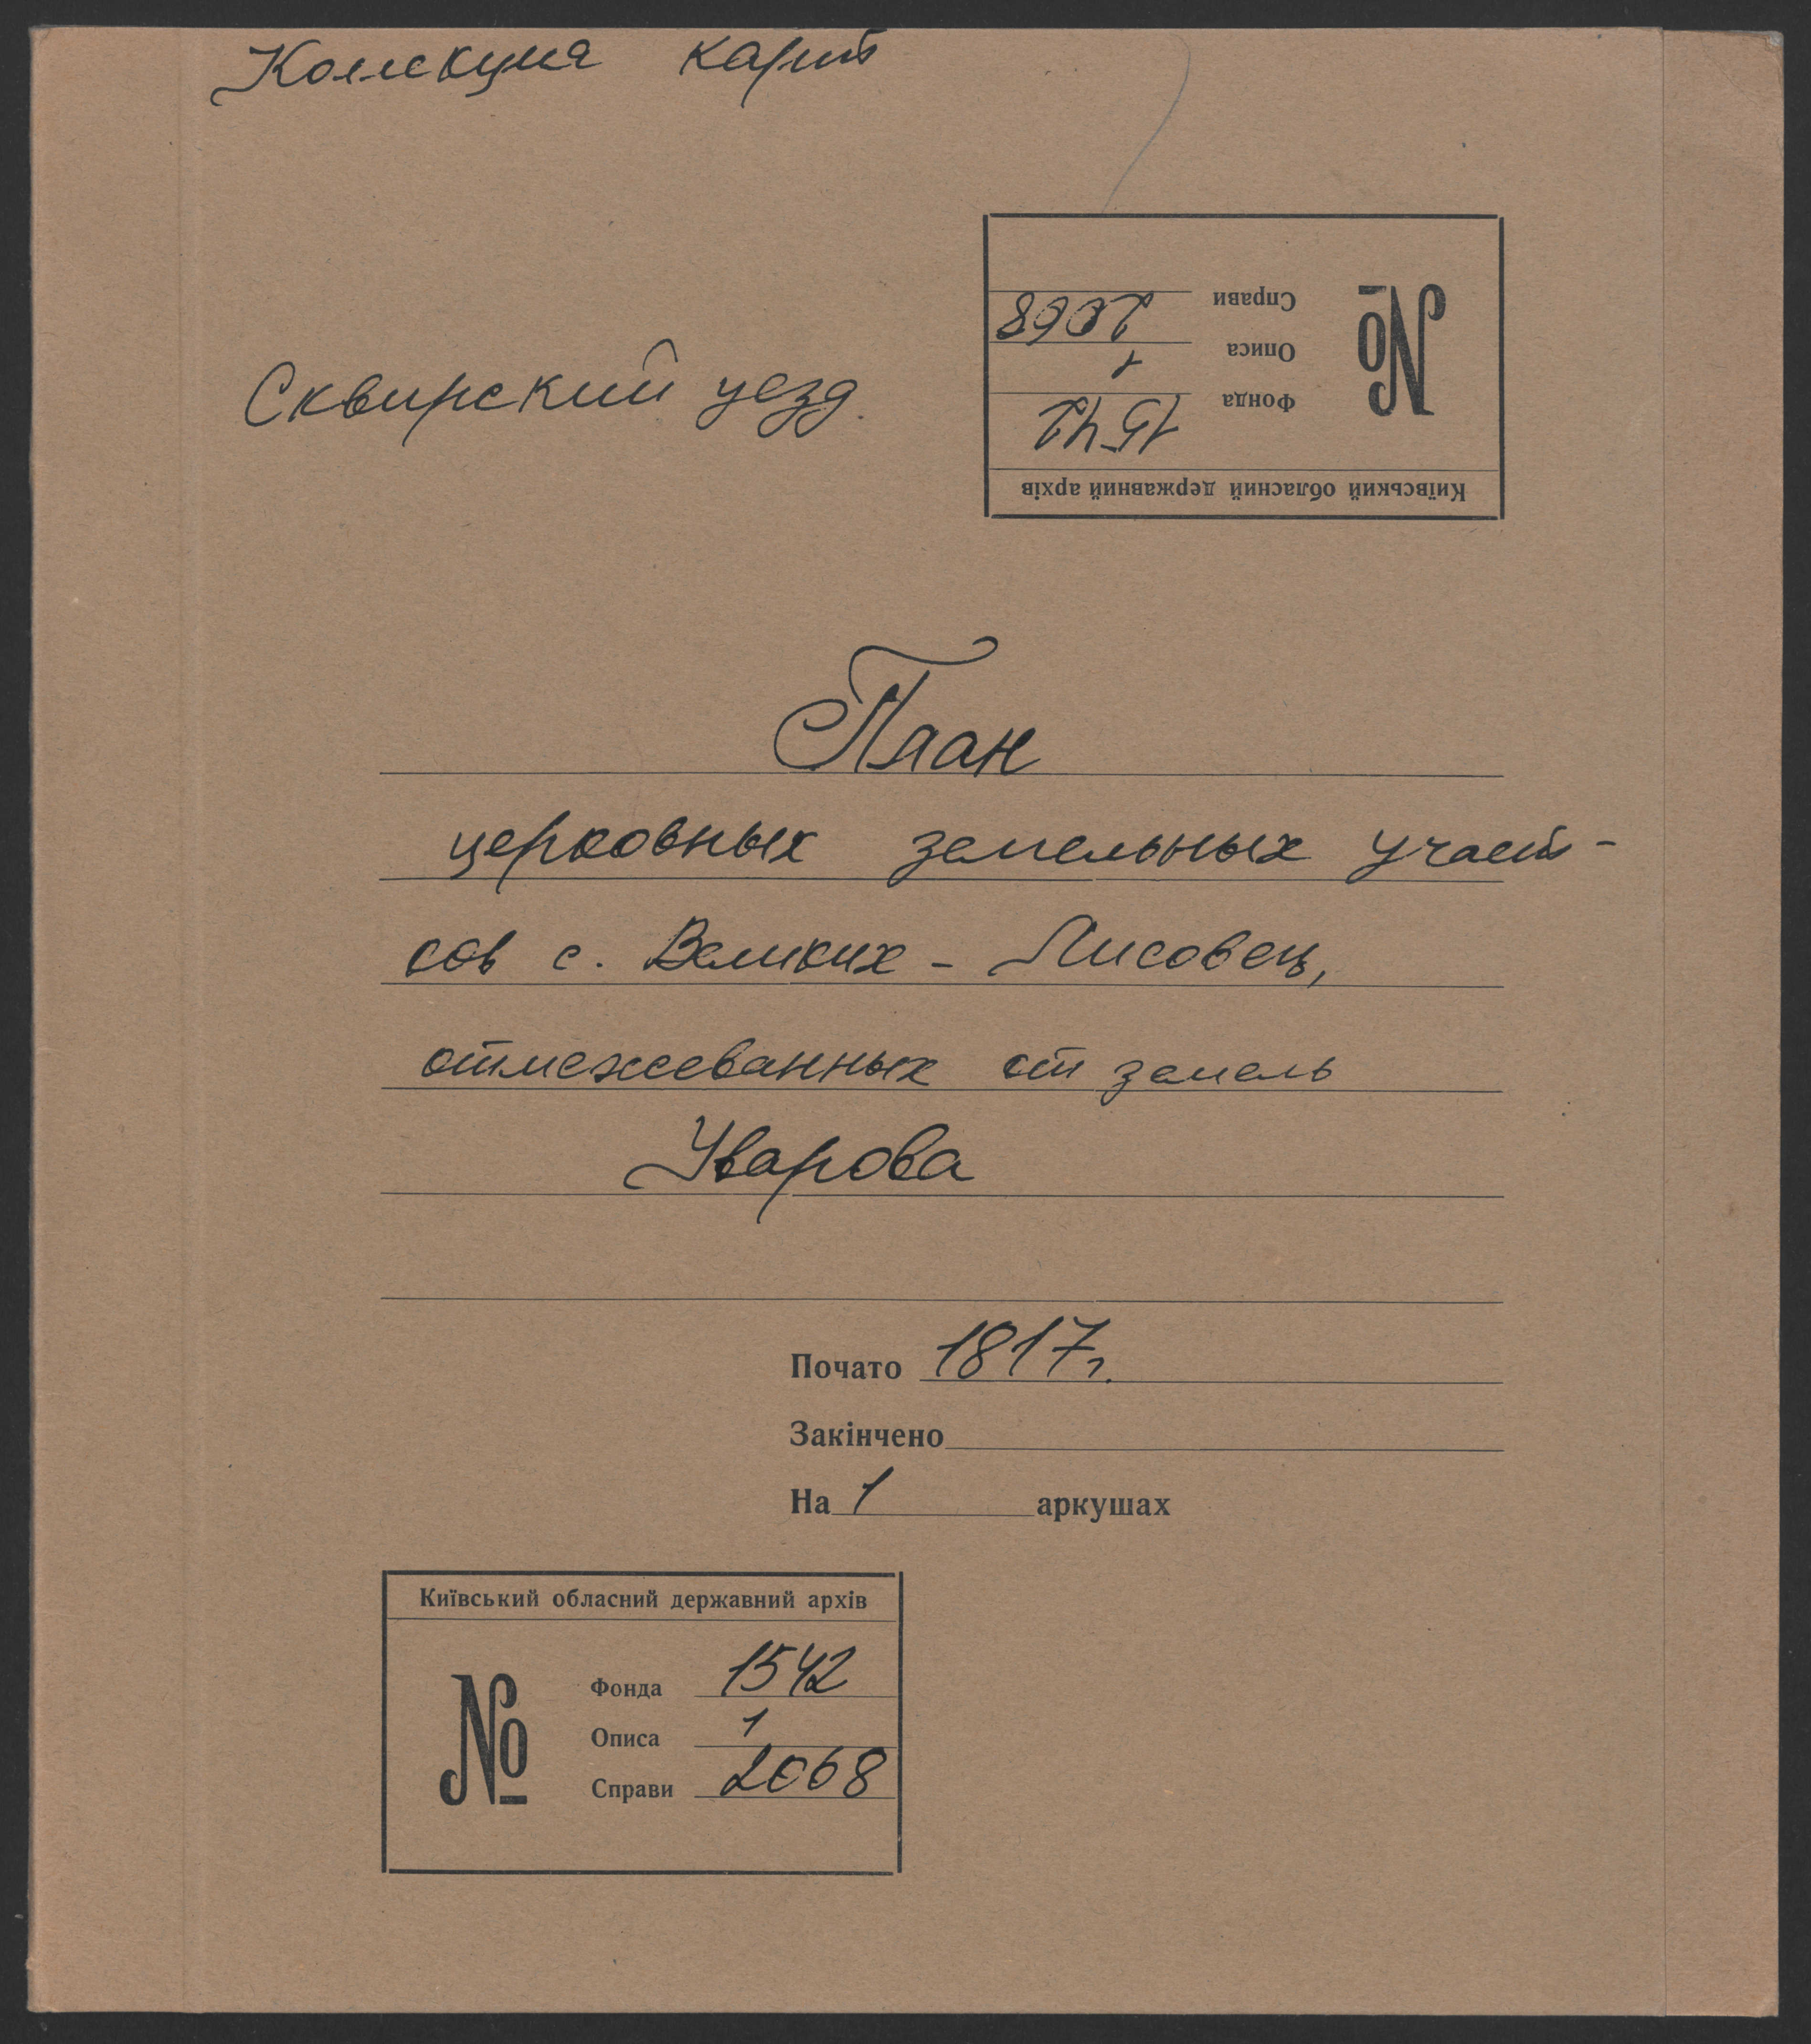 Коллекция карт
Сквирский уезд.
Київський обласний державний архів
№
Фонда 1542
Описа 1
Справи 2068
План
церковных земельных участ-
ков с. Великих - Лисовец,
отмежеванных от земель
Уварова
Почато 1817 г.
Закінчено
На 1 аркушах
Київський обласний державний архів
№
Фонда 1542
Описа 1
Справи 2068